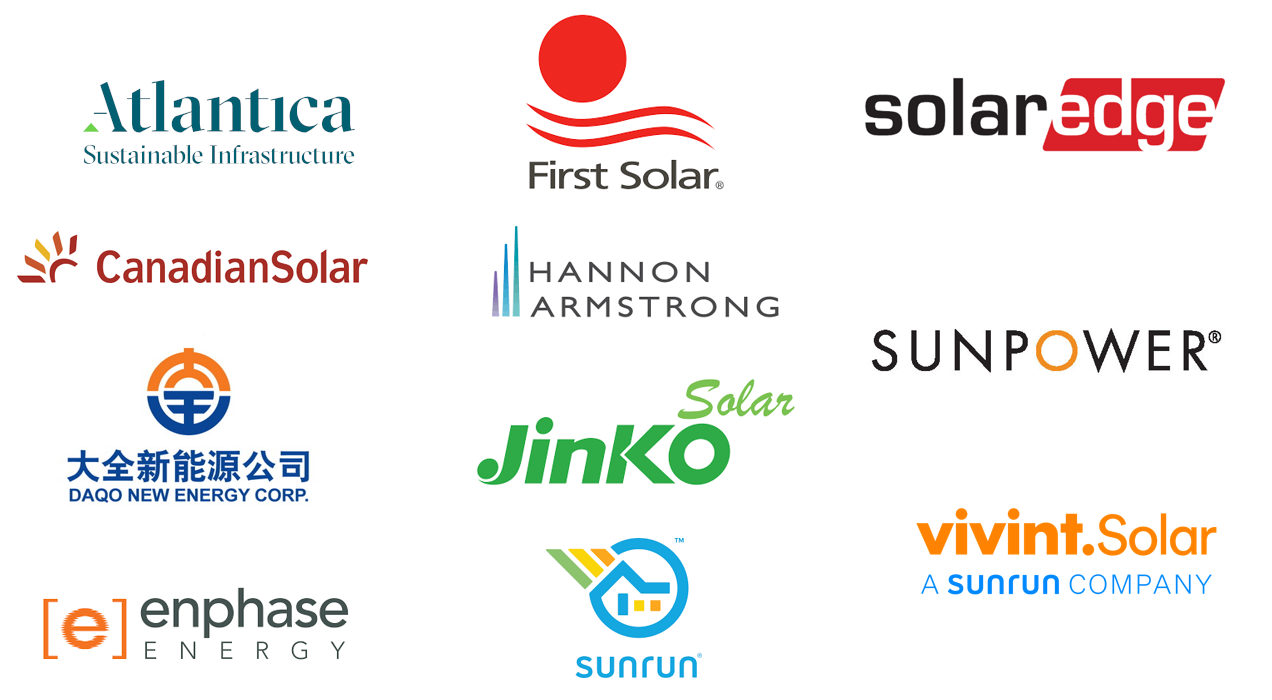 Atlantica
Sustainable Infrastructure
CanadianSolar
大全新能源公司
DAQO NEW ENERGY CORP.
[e] enphase
ENERGY
First Solar®
HANNON
ARMSTRONG
Solar
JinKO
™
sunrun®
solaredge
SUNPOWER®
vivint.Solar
A sunrun COMPANY